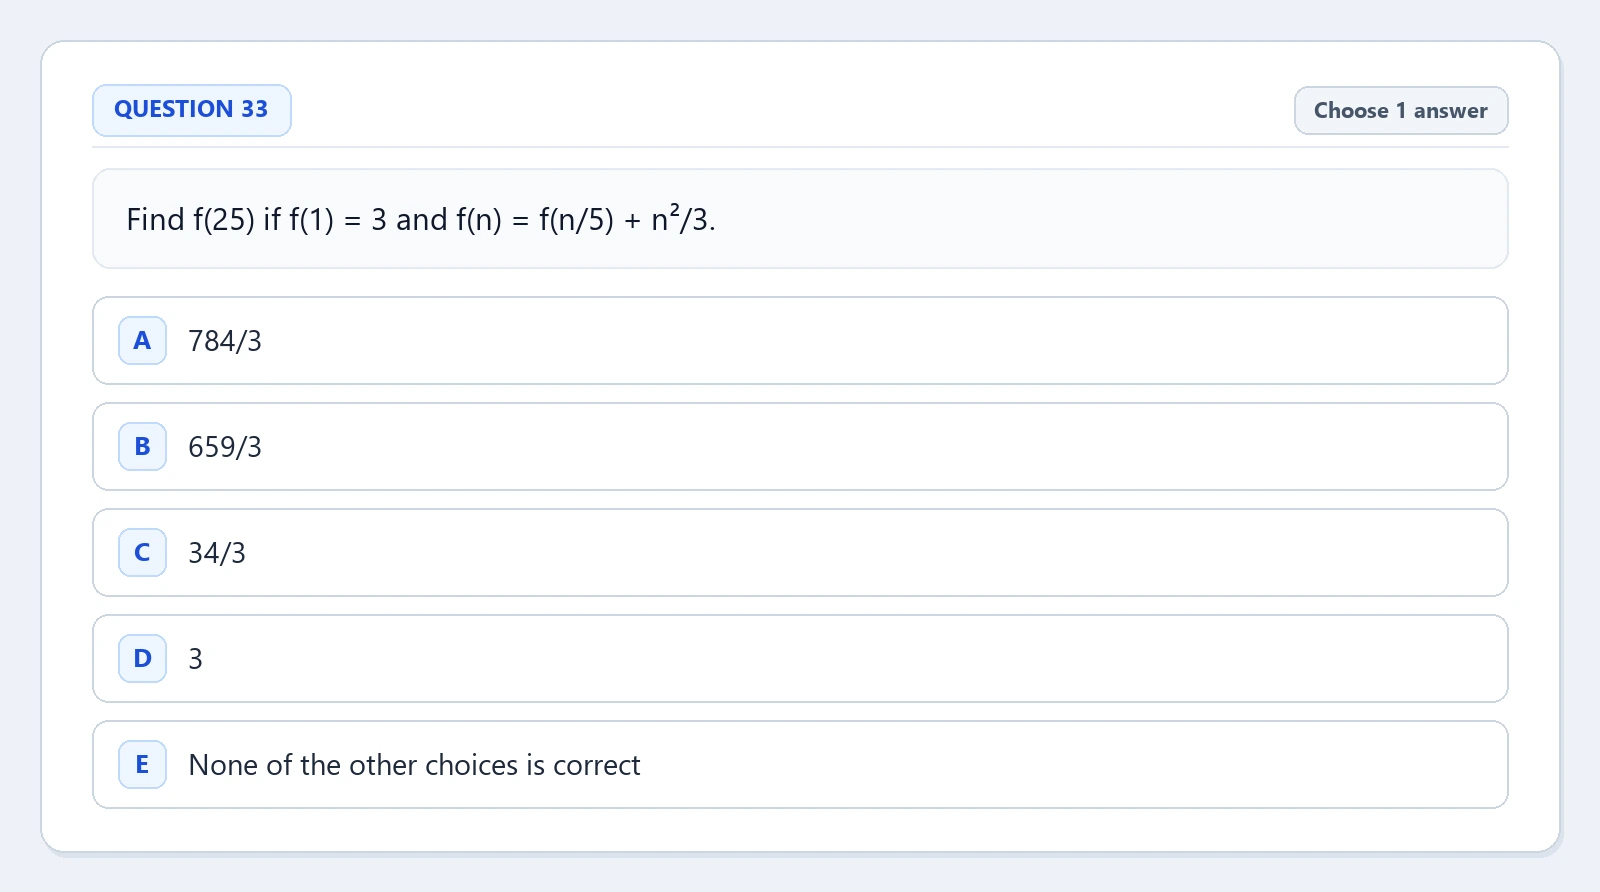 QUESTION 33
Choose 1 answer
Find f(25) if f(1) = 3 and f(n) = f(n/5) + n²/3.
A 784/3
B 659/3
C 34/3
D 3
E None of the other choices is correct